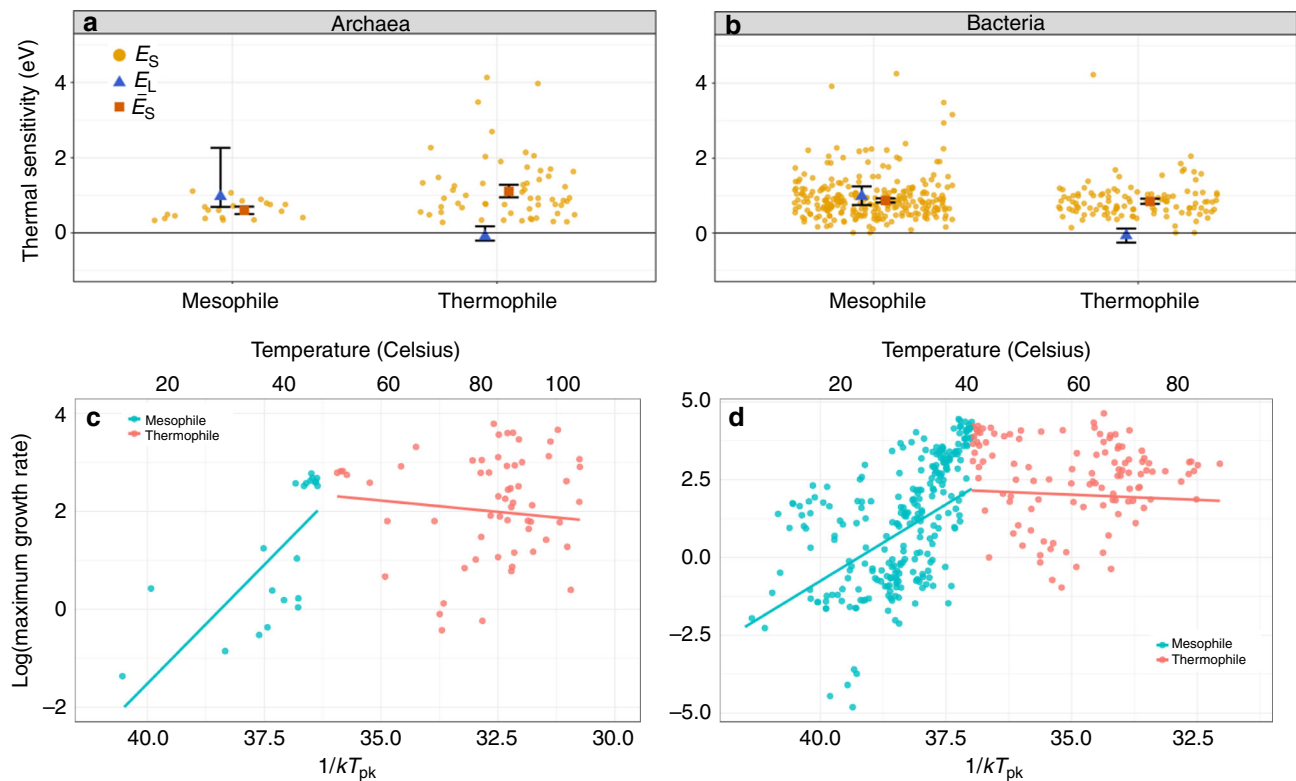 a Archaea
b Bacteria
Thermal sensitivity (eV)
4
2
0
E_S
E_L
Ē_S
Mesophile
Thermophile
4
2
0
Mesophile
Thermophile
Temperature (Celsius)
20 40 60 80 100
c
Mesophile
Thermophile
Log(maximum growth rate)
4
2
0
–2
40.0 37.5 35.0 32.5 30.0
1/kT_pk
Temperature (Celsius)
20 40 60 80
d
5.0
2.5
0.0
–2.5
–5.0
Mesophile
Thermophile
40.0 37.5 35.0 32.5
1/kT_pk